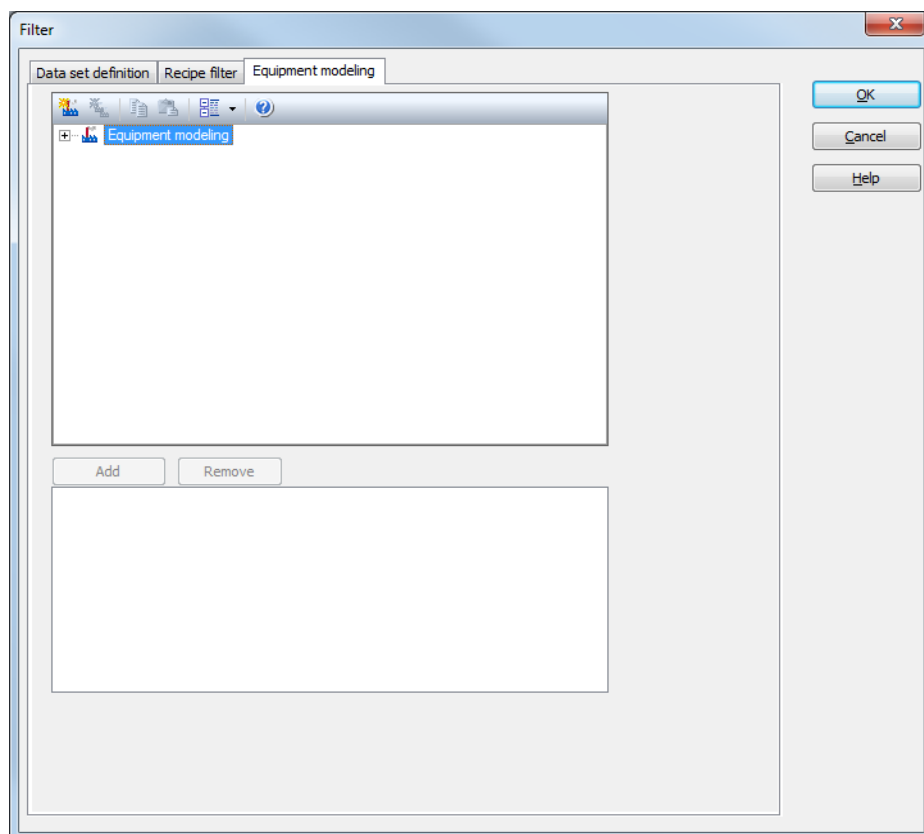 Filter
Data set definition Recipe filter Equipment modeling
OK
Equipment modeling
Cancel
Help
Add Remove